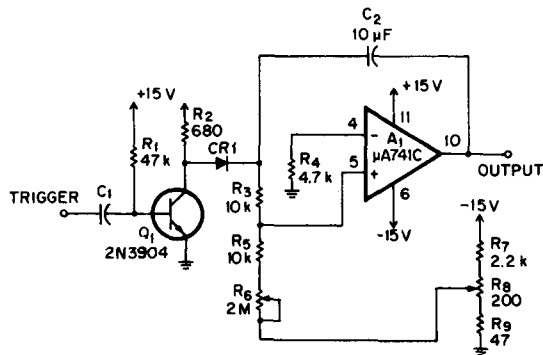 C2
10 µF
+15 V
R2
680
CR1
+15 V
R1
47 k
4
11
A1
µA741C
10
5
6
-15 V
R4
4.7 k
OUTPUT
R3
10 k
TRIGGER
C1
Q1
2N3904
R5
10 k
R6
2 M
-15 V
R7
2.2 k
R8
200
R9
47